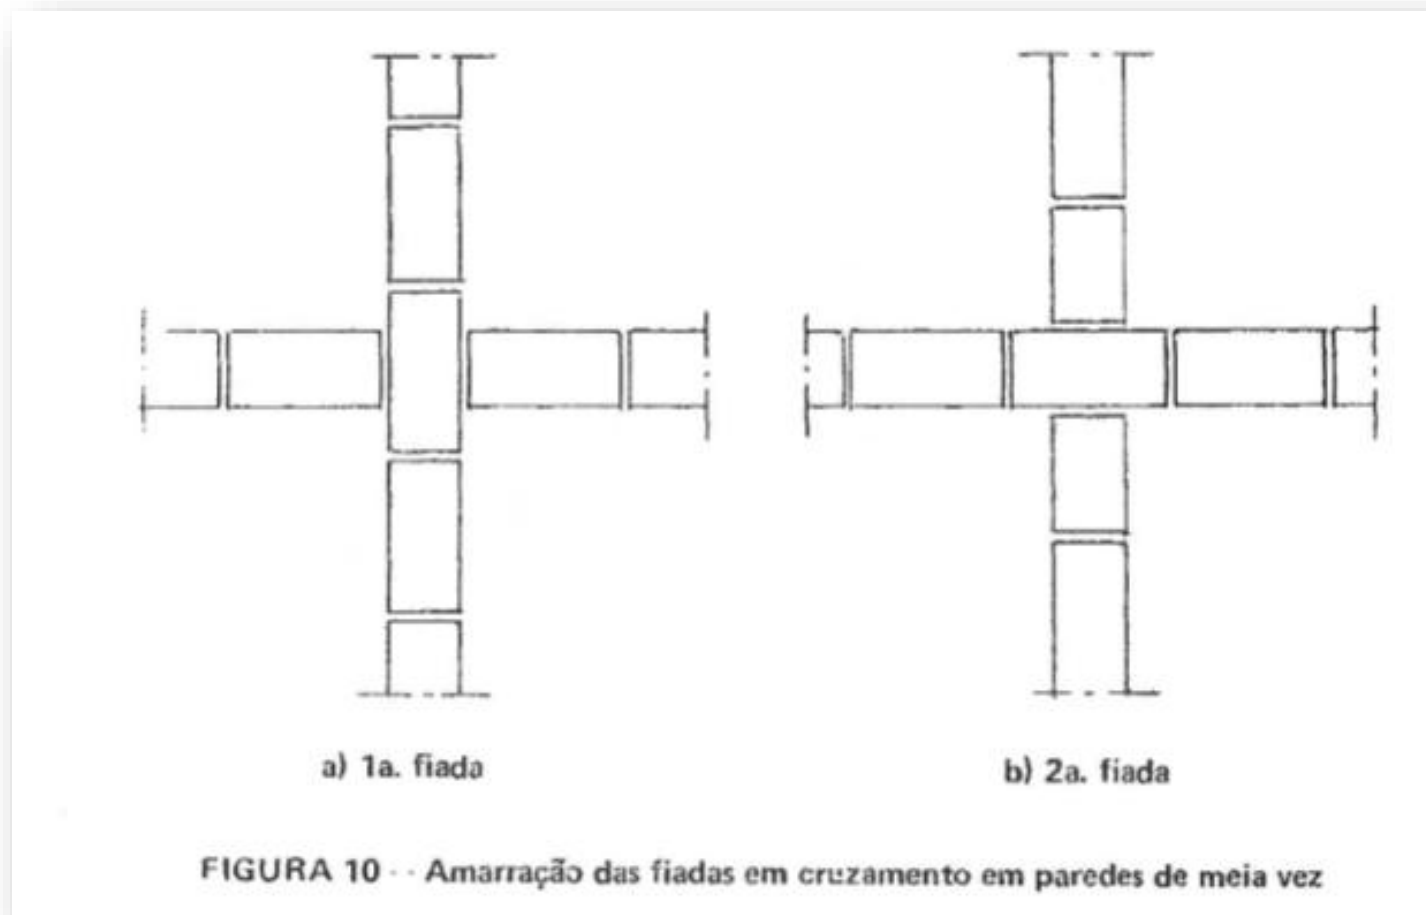 a) 1a. fiada
b) 2a. fiada
FIGURA 10 - Amarração das fiadas em cruzamento em paredes de meia vez